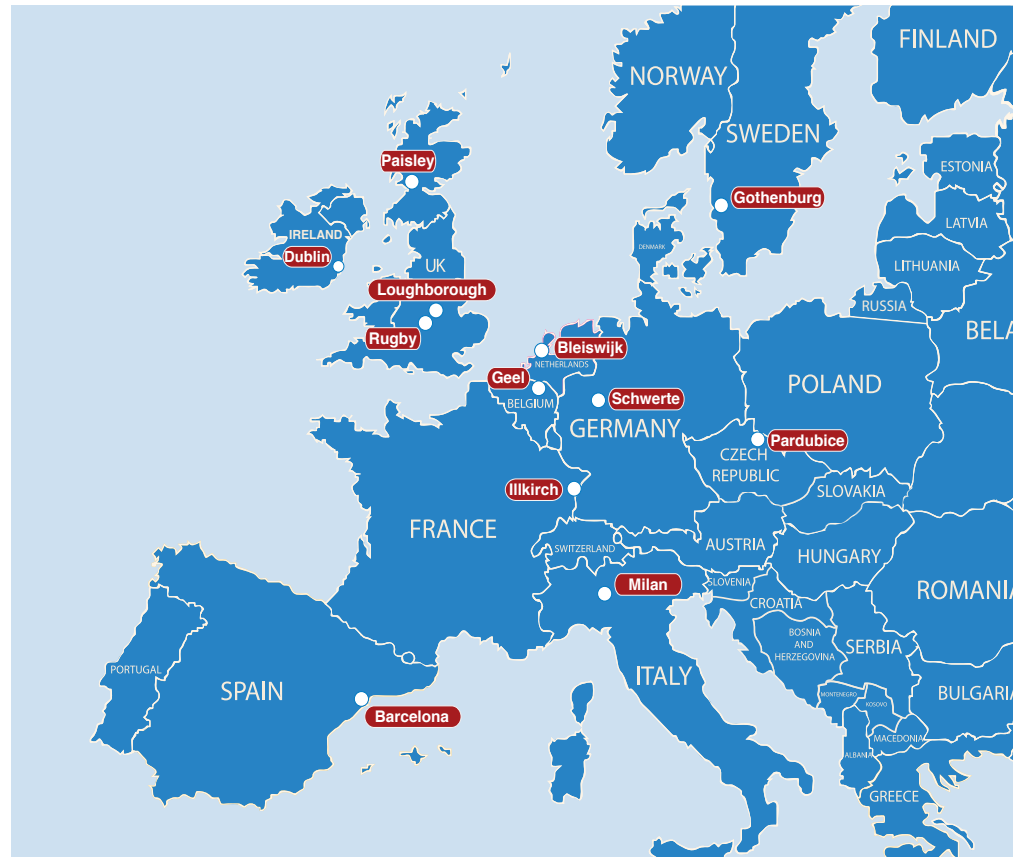 FINLAND
NORWAY
SWEDEN
Paisley
ESTONIA
Gothenburg
LATVIA
IRELAND
DENMARK
Dublin
UK
LITHUANIA
Loughborough
RUSSIA
Rugby
BELA
Bleiswijk
NETHERLANDS
Geel
POLAND
BELGIUM
Schwerte
GERMANY
Pardubice
CZECH
REPUBLIC
Illkirch
SLOVAKIA
FRANCE
AUSTRIA
SWITZERLAND
HUNGARY
Milan
SLOVENIA
ROMANIA
CROATIA
BOSNIA
AND
HERZEGOVINA
SERBIA
PORTUGAL
ITALY
SPAIN
BULGARIA
MONTENEGRO
KOSOVO
Barcelona
MACEDONIA
ALBANIA
GREECE